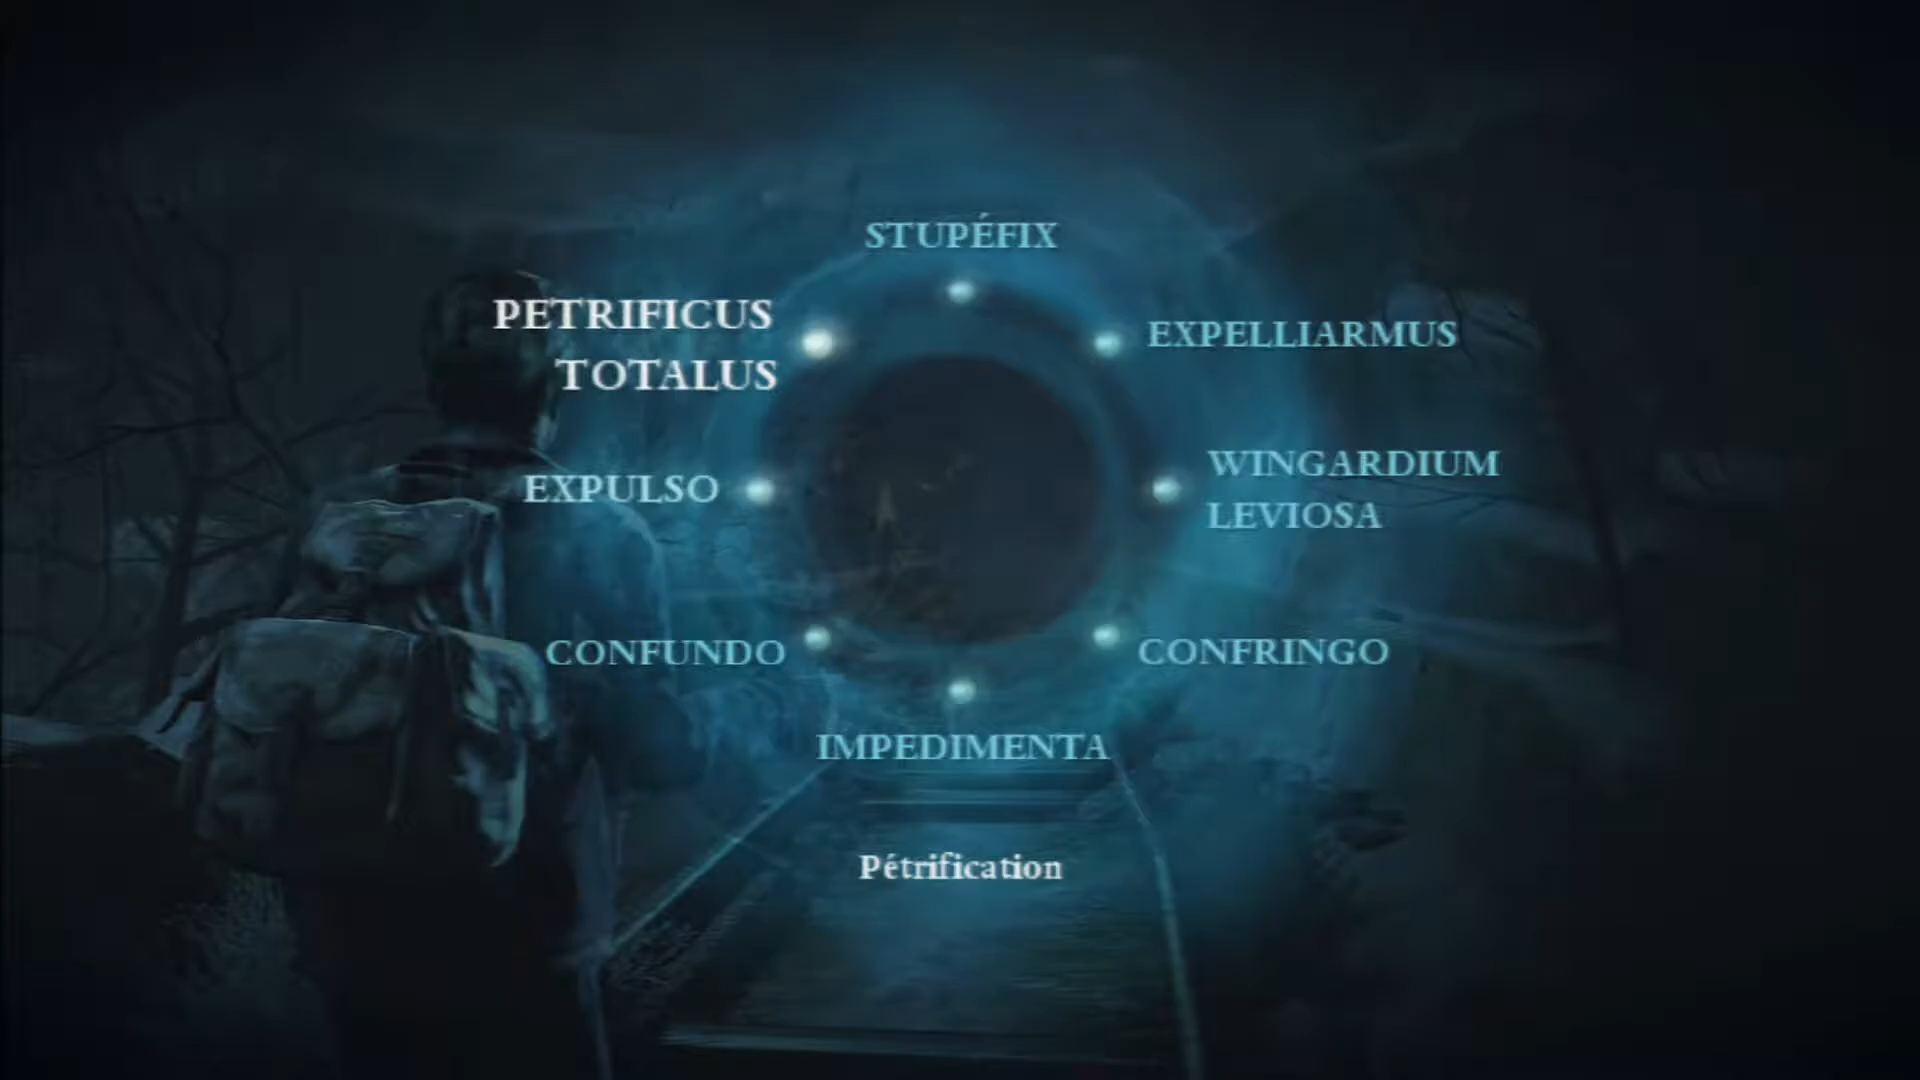 STUPÉFIX
PETRIFICUS
TOTALUS
EXPELLIARMUS
EXPULSO
WINGARDIUM
LEVIOSA
CONFUNDO
CONFRINGO
IMPEDIMENTA
Pétrification